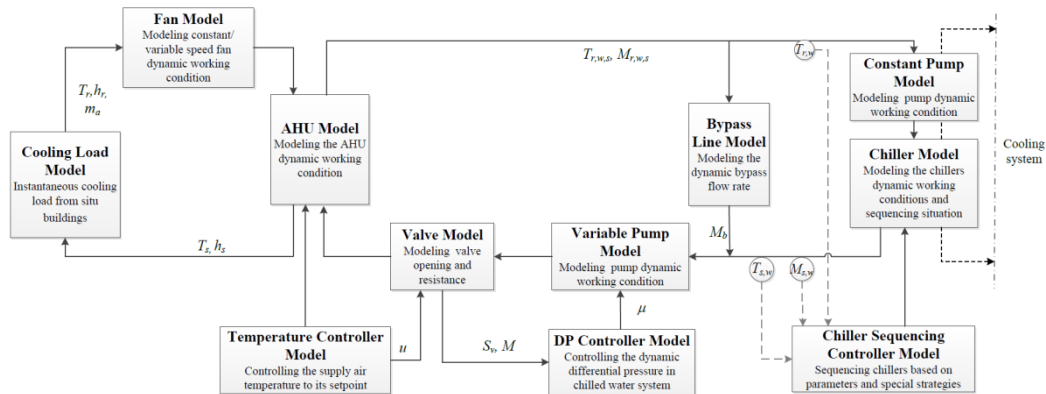 Fan Model
Modeling constant/
variable speed fan
dynamic working
condition
T_r, h_r,
m_a
Cooling Load
Model
Instantaneous cooling
load from situ
buildings
AHU Model
Modeling the AHU
dynamic working
condition
T_s, h_s
T_{r,w,s}, M_{r,w,s}
T_{r,w}
Constant Pump
Model
Modeling pump dynamic
working condition
Bypass
Line Model
Modeling the
dynamic bypass
flow rate
M_b
Chiller Model
Modeling the chillers
dynamic working
conditions and
sequencing situation
Cooling
system
Valve Model
Modeling valve
opening and
resistance
Variable Pump
Model
Modeling pump dynamic
working condition
T_{s,w}
M_{s,w}
Temperature Controller
Model
Controlling the supply air
temperature to its setpoint
u
S_v, M
μ
DP Controller Model
Controlling the dynamic
differential pressure in
chilled water system
Chiller Sequencing
Controller Model
Sequencing chillers based on
parameters and special strategies